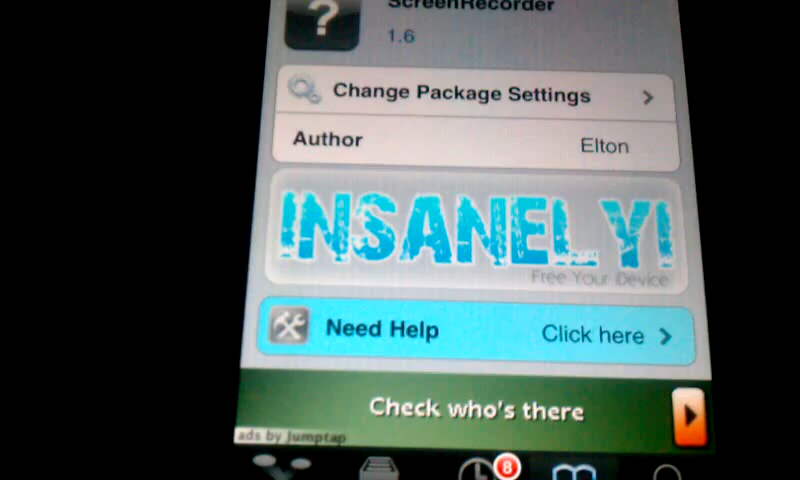 ScreenRecorder
?
1.6
Change Package Settings
Author Elton
INSANELYI
Free Your iDevice
Need Help Click here
Check who's there
ads by Jumptap
8